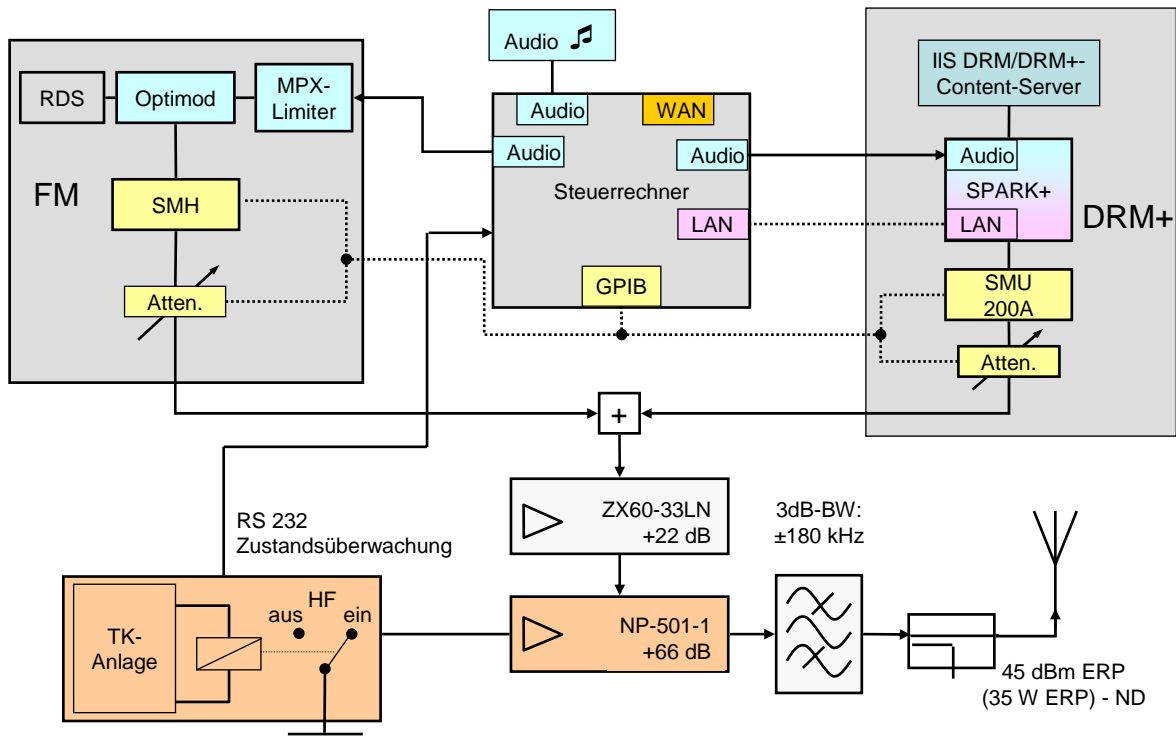 Audio
RDS
Optimod
MPX-
Limiter
FM
SMH
Atten.
Audio
WAN
Audio
Audio
Steuerrechner
LAN
GPIB
IIS DRM/DRM+-
Content-Server
Audio
SPARK+
LAN
DRM+
SMU
200A
Atten.
+
RS 232
Zustandsüberwachung
ZX60-33LN
+22 dB
3dB-BW:
±180 kHz
TK-
Anlage
HF
aus
ein
NP-501-1
+66 dB
45 dBm ERP
(35 W ERP) - ND